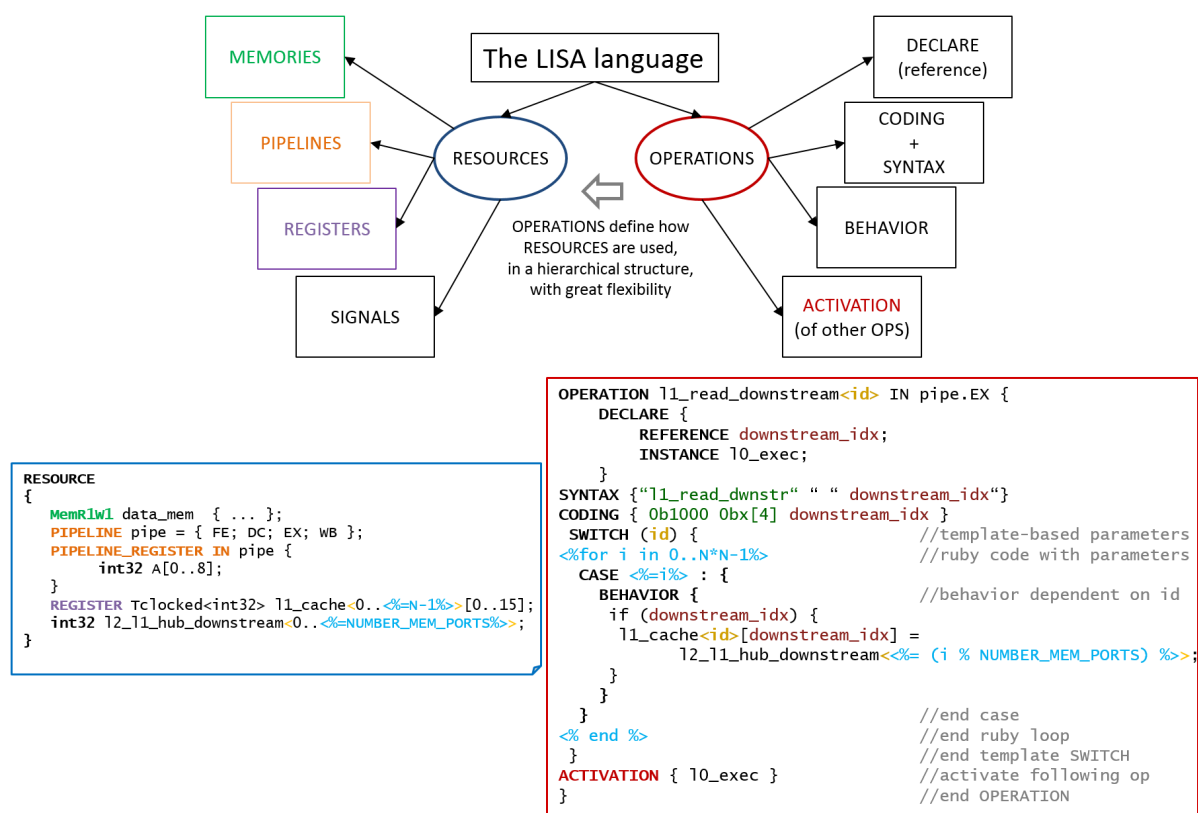 The LISA language
MEMORIES
PIPELINES
REGISTERS
SIGNALS
RESOURCES
OPERATIONS
OPERATIONS define how
RESOURCES are used,
in a hierarchical structure,
with great flexibility
DECLARE
(reference)
CODING
+
SYNTAX
BEHAVIOR
ACTIVATION
(of other OPS)
RESOURCE
{
MemR1W1 data_mem { ... };
PIPELINE pipe = { FE; DC; EX; WB };
PIPELINE_REGISTER IN pipe {
int32 A[0..8];
}
REGISTER Tclocked<int32> l1_cache<0..<%=N-1%>>[0..15];
int32 l2_l1_hub_downstream<0..<%=NUMBER_MEM_PORTS%>>;
}
OPERATION l1_read_downstream<id> IN pipe.EX {
DECLARE {
REFERENCE downstream_idx;
INSTANCE l0_exec;
}
SYNTAX {“l1_read_dwnstr“ “ “ downstream_idx“}
CODING { 0b1000 0bx[4] downstream_idx }
SWITCH (id) { //template-based parameters
<%for i in 0..N*N-1%> //ruby code with parameters
CASE <%=i%> : {
BEHAVIOR { //behavior dependent on id
if (downstream_idx) {
l1_cache<id>[downstream_idx] =
l2_l1_hub_downstream<<%= (i % NUMBER_MEM_PORTS) %>>;
}
}
} //end case
<% end %> //end ruby loop
} //end template SWITCH
ACTIVATION { l0_exec } //activate following op
} //end OPERATION